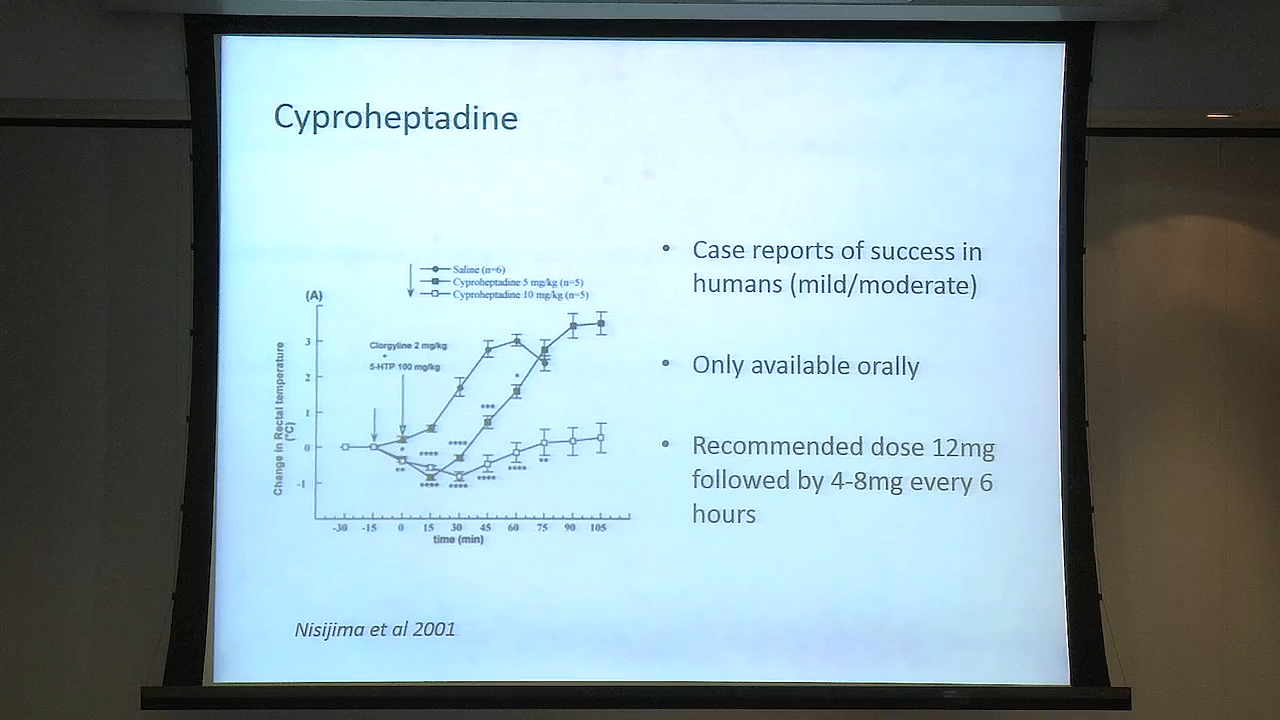 Cyproheptadine
Saline (n=6)
Cyproheptadine 5 mg/kg (n=5)
Cyproheptadine 10 mg/kg (n=5)
(A)
Clorgyline 2 mg/kg
+
5-HTP 100 mg/kg
Change in Rectal temperature
(°C)
3
2
1
0
-1
*
***
****
****
*
**
****
****
****
****
**
-30 -15 0 15 30 45 60 75 90 105
time (min)
• Case reports of success in
humans (mild/moderate)
• Only available orally
• Recommended dose 12mg
followed by 4-8mg every 6
hours
Nisijima et al 2001